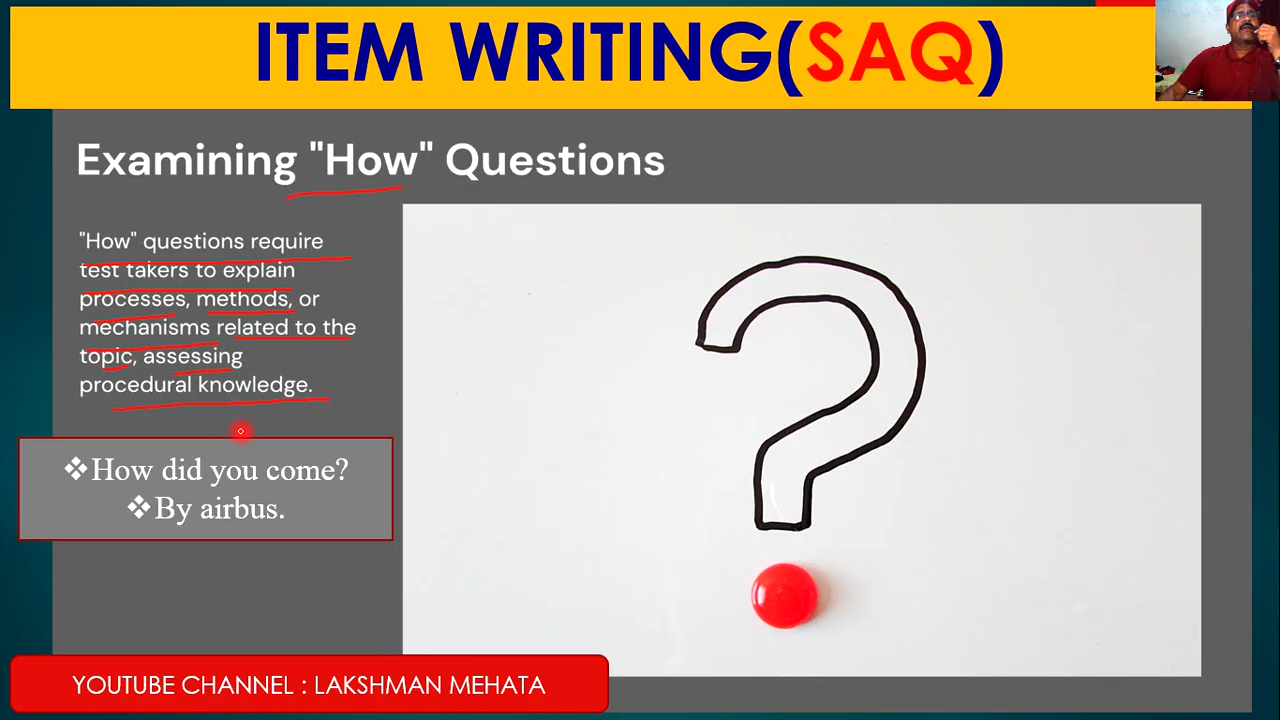 ITEM WRITING(SAQ)
Examining "How" Questions
"How" questions require
test takers to explain
processes, methods, or
mechanisms related to the
topic, assessing
procedural knowledge.
❖How did you come?
❖By airbus.
YOUTUBE CHANNEL : LAKSHMAN MEHATA